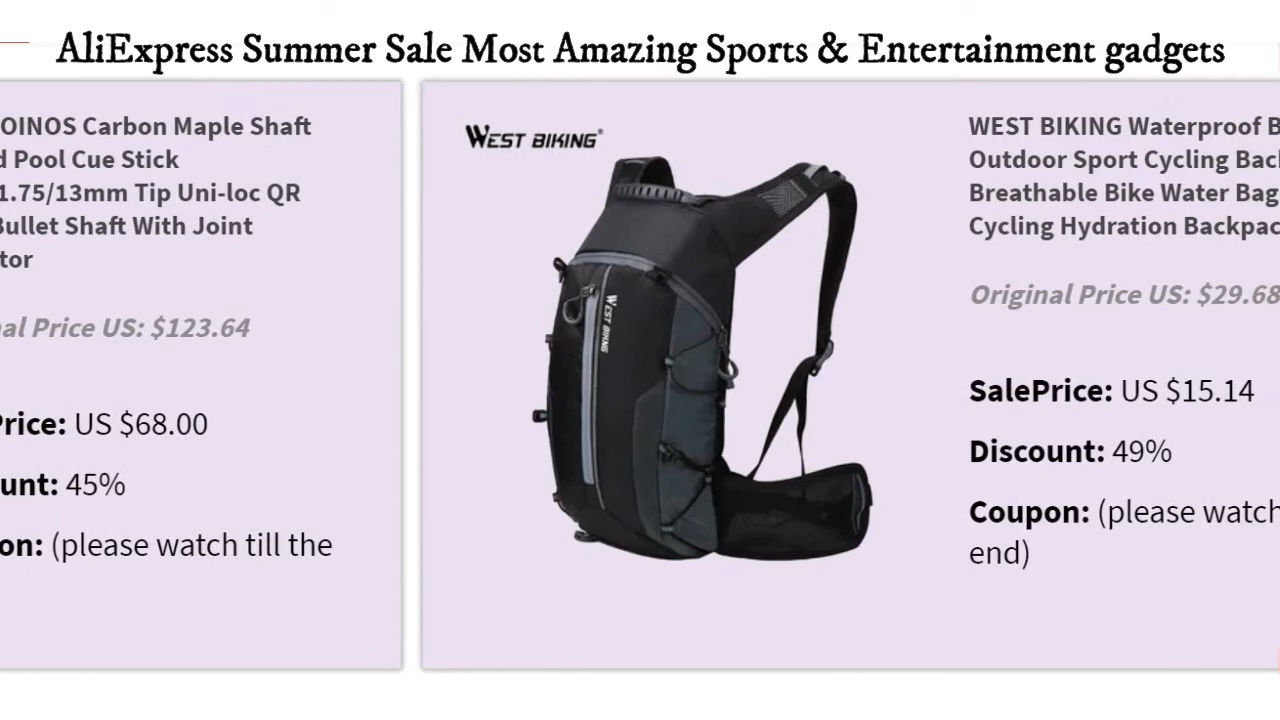 AliExpress Summer Sale Most Amazing Sports & Entertainment gadgets
OINOS Carbon Maple Shaft
Pool Cue Stick
1.75/13mm Tip Uni-loc QR
Bullet Shaft With Joint
tor
al Price US: $123.64
Price: US $68.00
unt: 45%
on: (please watch till the
WEST BIKING®
WEST BIKING
WEST BIKING Waterproof B
Outdoor Sport Cycling Bac
Breathable Bike Water Bag
Cycling Hydration Backpac
Original Price US: $29.68
SalePrice: US $15.14
Discount: 49%
Coupon: (please watch
end)